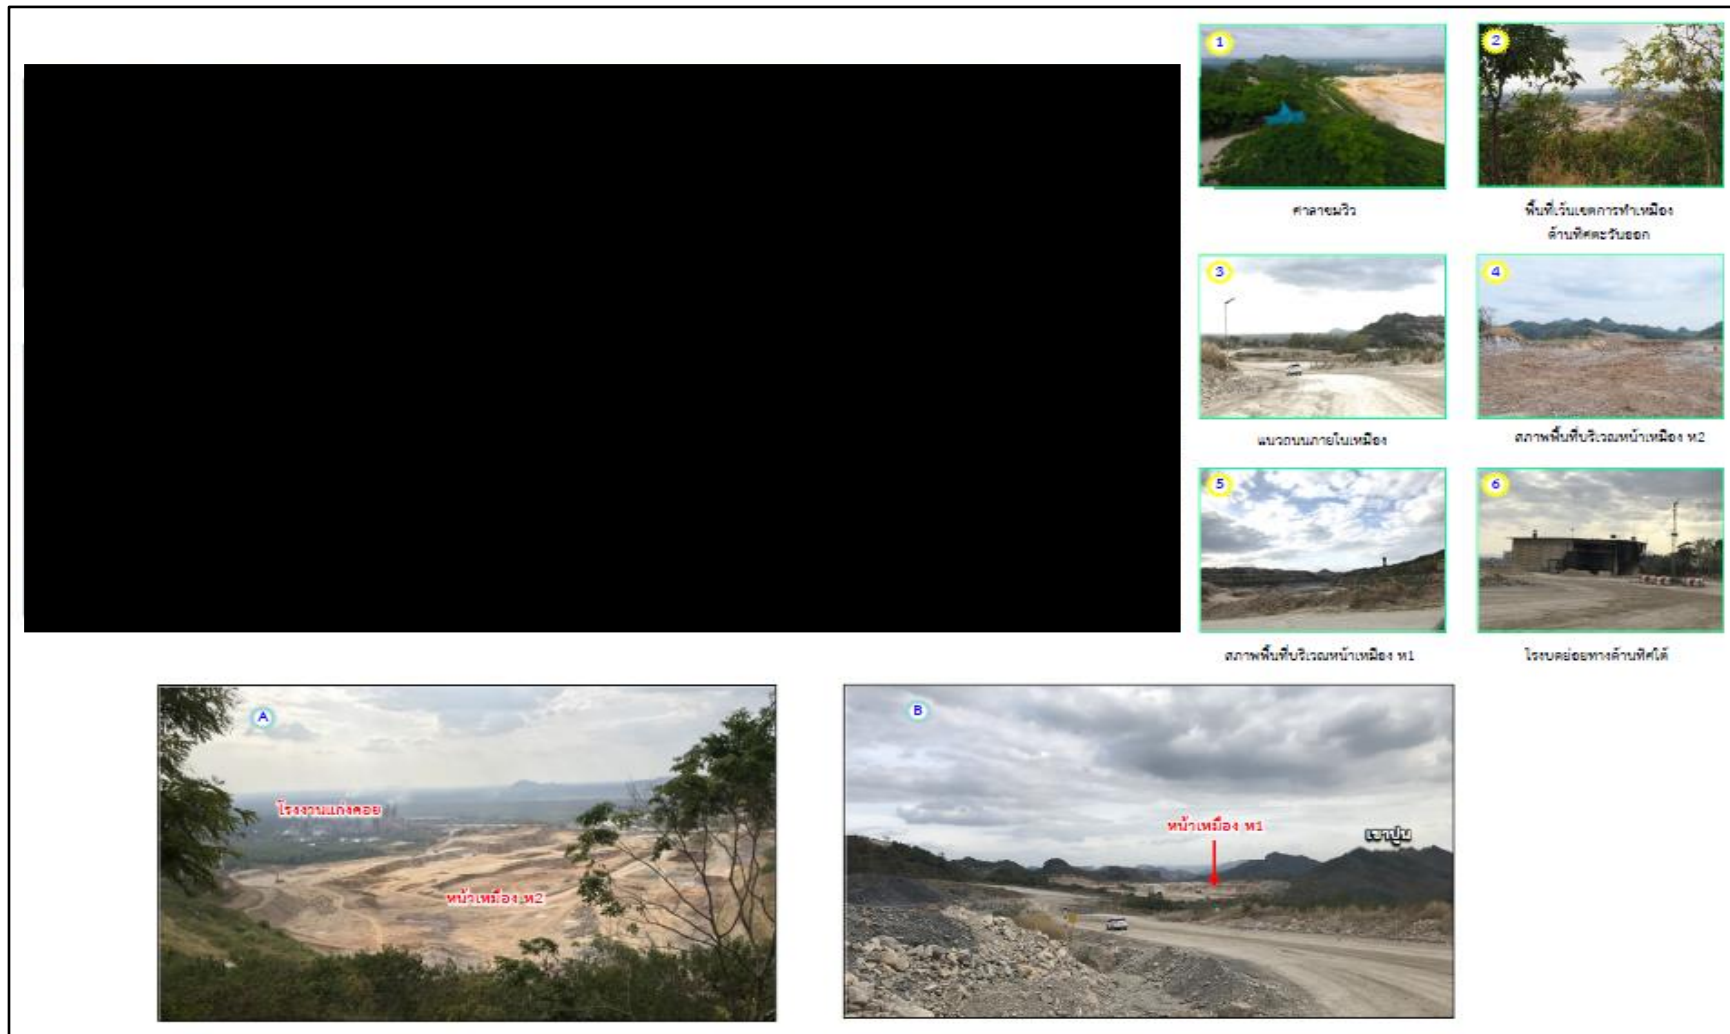 1
2
ศาลาชมวิว
พื้นที่เว้นเขตการทำเหมือง
ด้านทิศตะวันออก
3
4
แนวถนนภายในเหมือง
สภาพพื้นที่บริเวณหน้าเหมือง ห2
5
6
สภาพพื้นที่บริเวณหน้าเหมือง ห1
โรงบดย่อยทางด้านทิศใต้
A
โรงงานแก่งคอย
หน้าเหมือง ห2
B
หน้าเหมือง ห1
เขาปูน